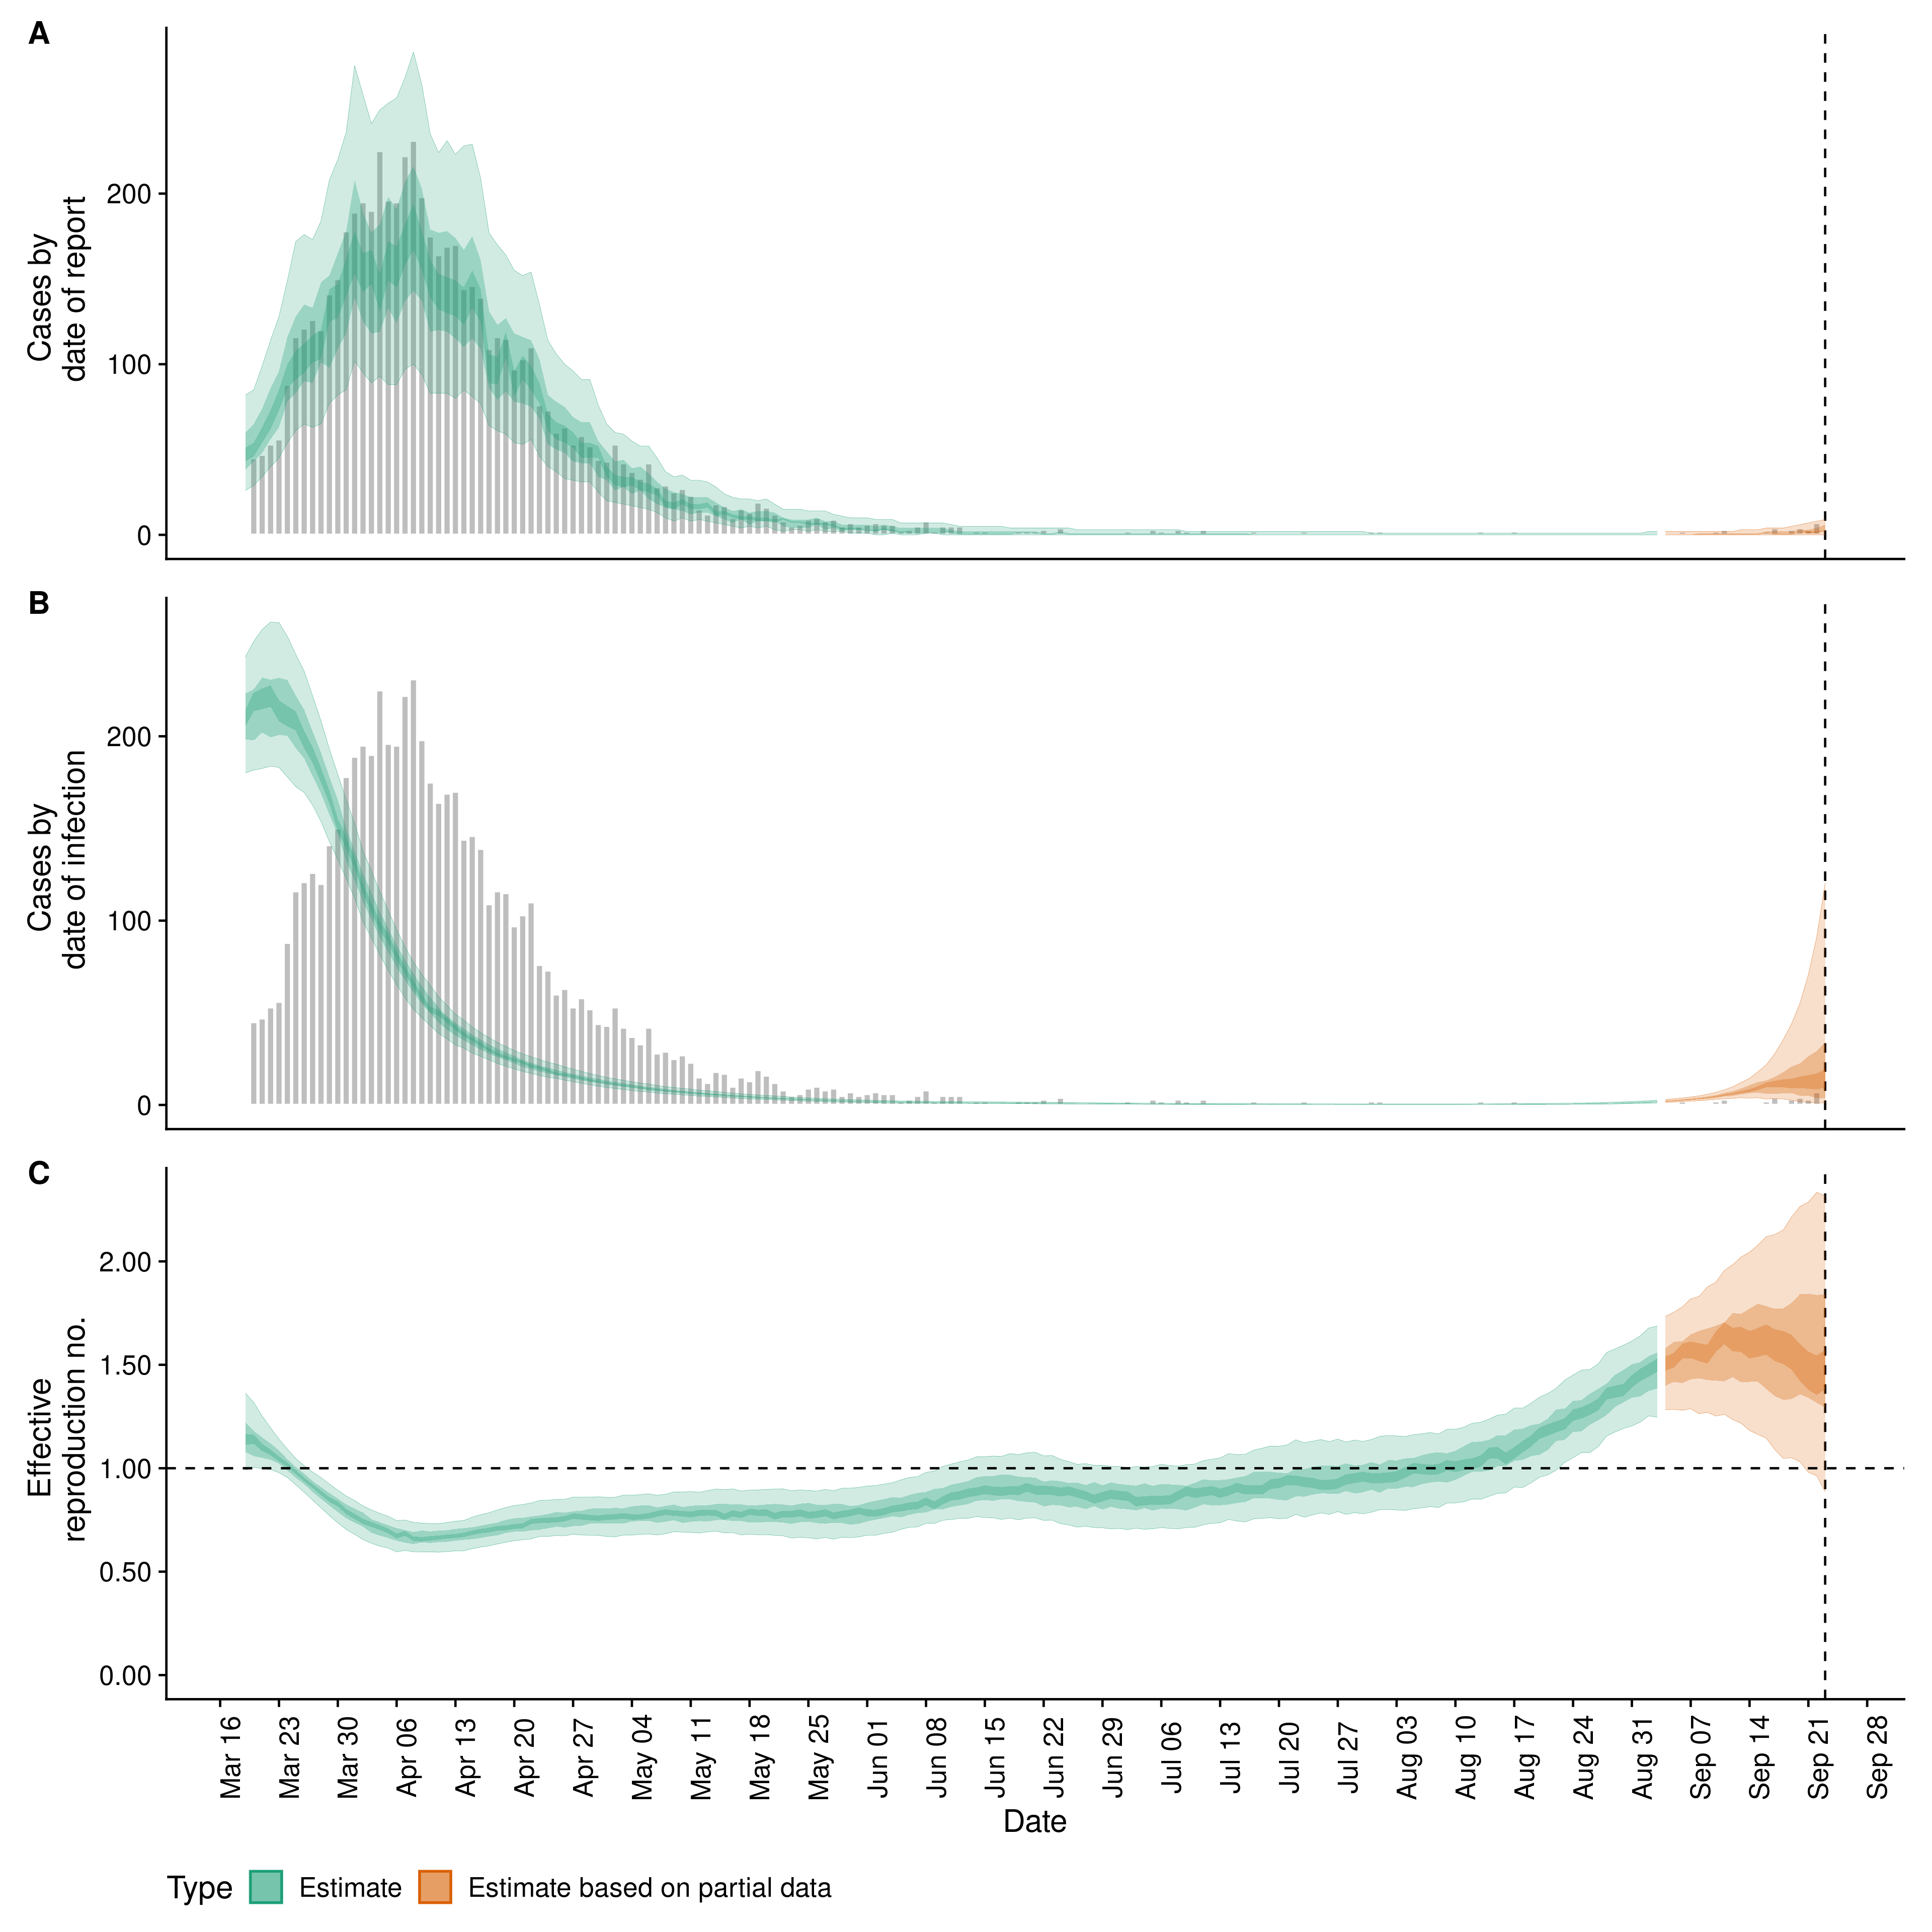 A
Cases by
date of report
200
100
0
B
Cases by
date of infection
200
100
0
C
Effective
reproduction no.
2.00
1.50
1.00
0.50
0.00
Mar 16
Mar 23
Mar 30
Apr 06
Apr 13
Apr 20
Apr 27
May 04
May 11
May 18
May 25
Jun 01
Jun 08
Jun 15
Jun 22
Jun 29
Jul 06
Jul 13
Jul 20
Jul 27
Aug 03
Aug 10
Aug 17
Aug 24
Aug 31
Sep 07
Sep 14
Sep 21
Sep 28
Date
Type Estimate Estimate based on partial data